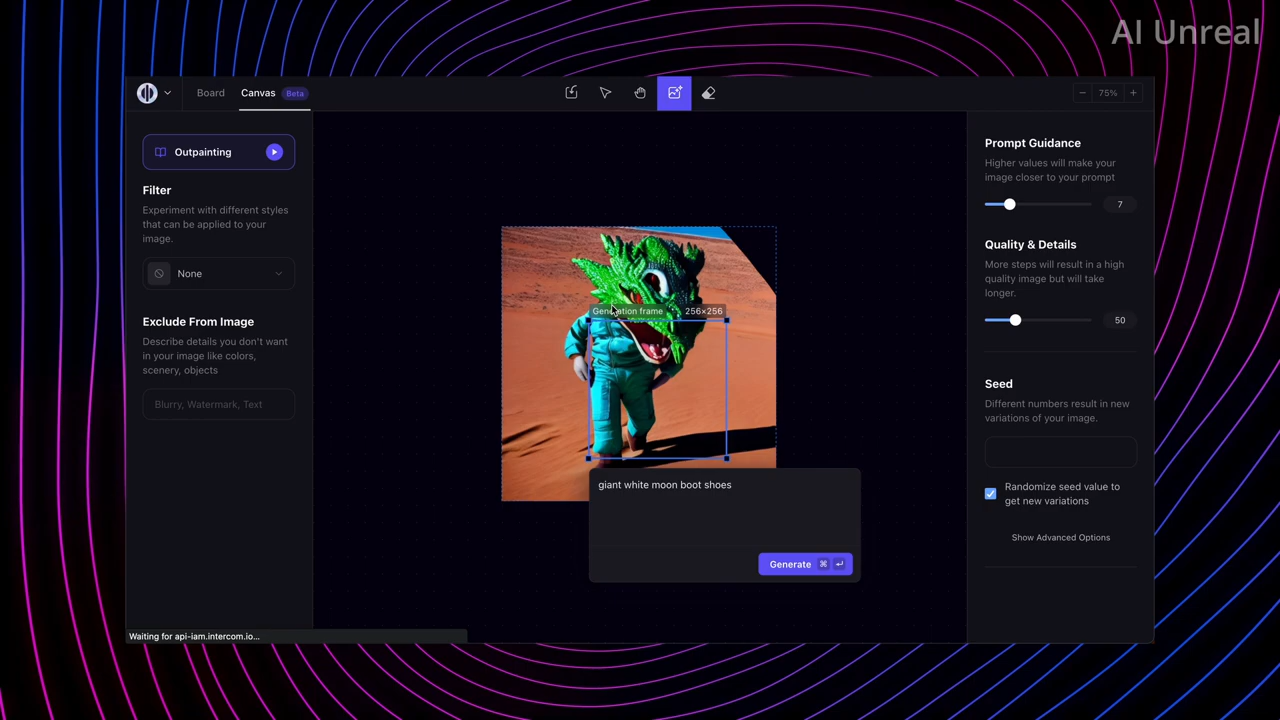 AI Unreal
Board
Canvas
Beta
75%
Outpainting
Filter
Experiment with different styles
that can be applied to your
image.
None
Exclude From Image
Describe details you don't want
in your image like colors,
scenery, objects
Blurry, Watermark, Text
Generation frame
256×256
giant white moon boot shoes
Generate ⌘ ↵
Prompt Guidance
Higher values will make your
image closer to your prompt
7
Quality & Details
More steps will result in a high
quality image but will take
longer.
50
Seed
Different numbers result in new
variations of your image.
Randomize seed value to
get new variations
Show Advanced Options
Waiting for api-iam.intercom.io...